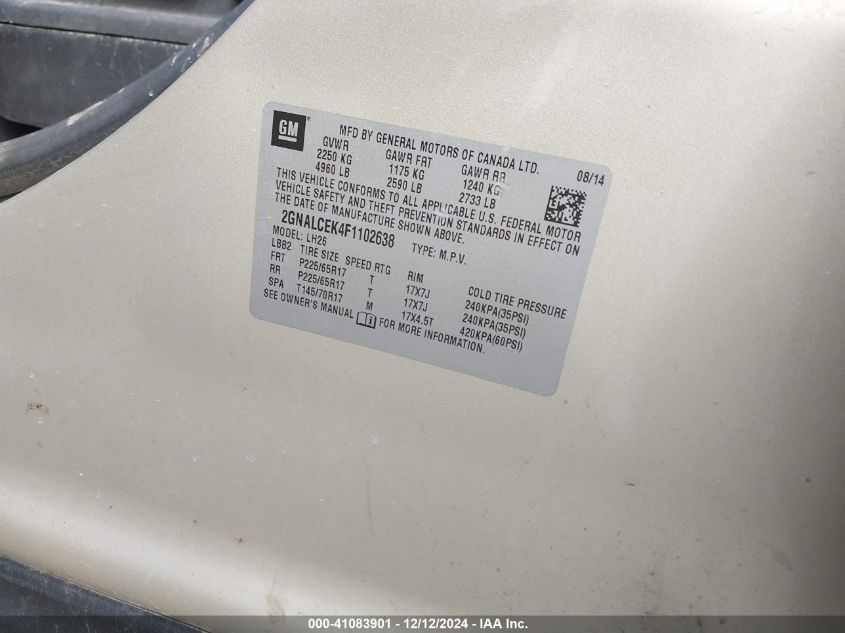 GM ®
MFD BY GENERAL MOTORS OF CANADA LTD.
08/14
GVWR GAWR FRT GAWR RR
2250 KG 1175 KG 1240 KG
4960 LB 2590 LB 2733 LB
THIS VEHICLE CONFORMS TO ALL APPLICABLE U.S. FEDERAL MOTOR
VEHICLE SAFETY AND THEFT PREVENTION STANDARDS IN EFFECT ON
THE DATE OF MANUFACTURE SHOWN ABOVE.
2GNALCEK4F1102638 TYPE: M.P.V.
MODEL: LH26
LBB2 TIRE SIZE SPEED RTG RIM COLD TIRE PRESSURE
FRT P225/65R17 T 17X7J 240KPA(35PSI)
RR P225/65R17 T 17X7J 240KPA(35PSI)
SPA T145/70R17 M 17X4.5T 420KPA(60PSI)
SEE OWNER'S MANUAL FOR MORE INFORMATION.
000-41083901 - 12/12/2024 - IAA Inc.